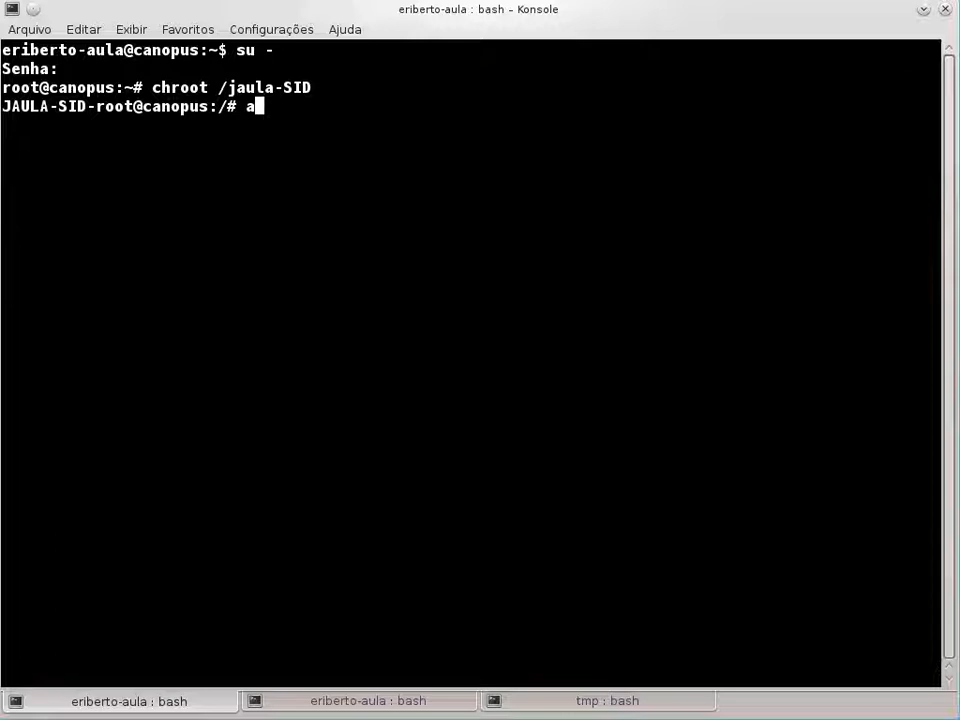 eriberto-aula : bash – Konsole
Arquivo Editar Exibir Favoritos Configurações Ajuda
eriberto-aula@canopus:~$ su -
Senha:
root@canopus:~# chroot /jaula-SID
JAULA-SID-root@canopus:/# a
eriberto-aula : bash eriberto-aula : bash tmp : bash